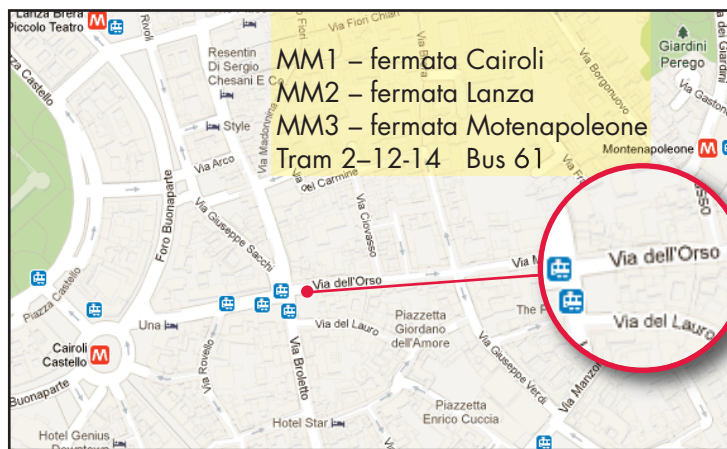 Lanza Brera
Piccolo Teatro
Rivoli
Via Fiori Chiari
Giardini
Perego
MM1 – fermata Cairoli
MM2 – fermata Lanza
MM3 – fermata Motenapoleone
Tram 2–12-14 Bus 61
Resentin
Di Sergio
Chesani E Co
Style
Via Madonnina
Via Borgonuovo
Montenapoleone
Piazza Castello
Via Arco
del Carmine
Foro Buonaparte
Via Giuseppe Sacchi
Via Ciovasso
Via dell'Orso
Via dell'Orso
Piazza Castello
Una
Via del Lauro
Piazzetta
Giordano
dell'Amore
Via del Lauro
Cairoli
Castello
Via Rovello
Via Broletto
Via Giuseppe Verdi
Via Manzoni
Buonaparte
Hotel Star
Piazzetta
Enrico Cuccia
Hotel Genius